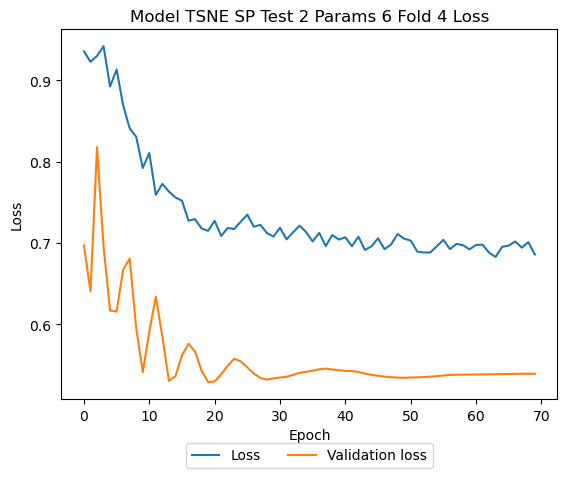 Model TSNE SP Test 2 Params 6 Fold 4 Loss
0.9
0.8
0.7
0.6
Loss
0 10 20 30 40 50 60 70
Epoch
Loss Validation loss